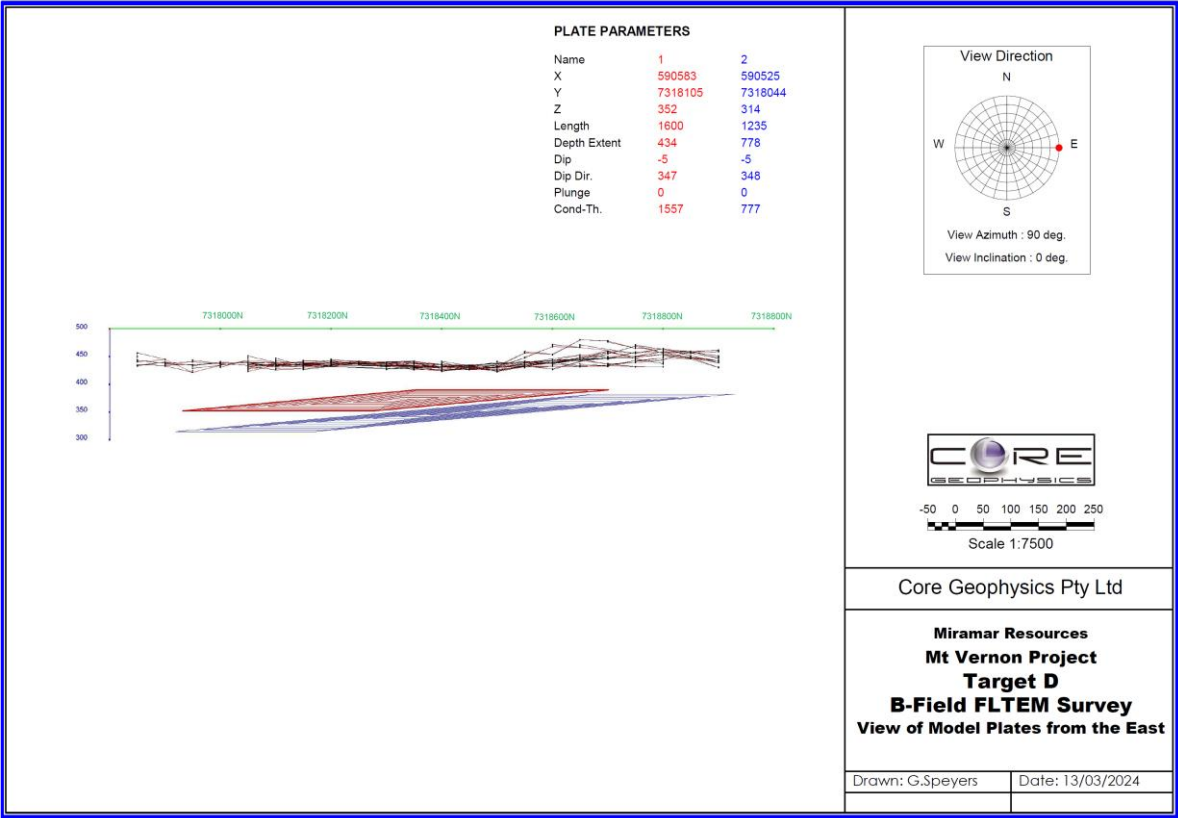 PLATE PARAMETERS
Name 1 2
X 590583 590525
Y 7318105 7318044
Z 352 314
Length 1600 1235
Depth Extent 434 778
Dip -5 -5
Dip Dir. 347 348
Plunge 0 0
Cond-Th. 1557 777
7318000N 7318200N 7318400N 7318600N 7318800N 7318800N
500
450
400
350
300
View Direction
N
W E
S
View Azimuth : 90 deg.
View Inclination : 0 deg.
CORE
GEOPHYSICS
-50 0 50 100 150 200 250
Scale 1:7500
Core Geophysics Pty Ltd
Miramar Resources
Mt Vernon Project
Target D
B-Field FLTEM Survey
View of Model Plates from the East
Drawn: G.Speyers Date: 13/03/2024